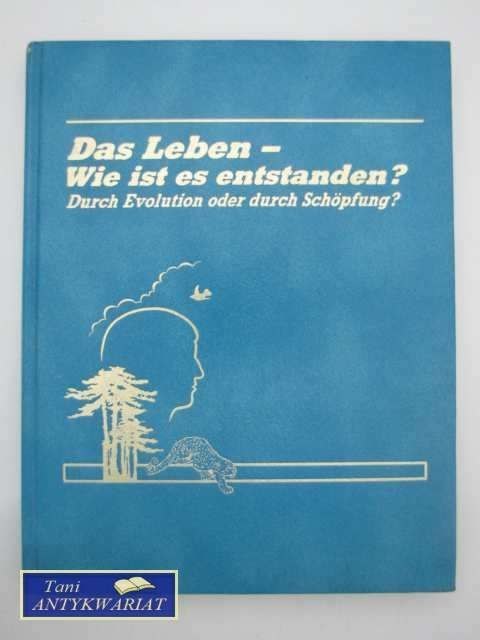 Das Leben –
Wie ist es entstanden?
Durch Evolution oder durch Schöpfung?
Tani
ANTYKWARIAT